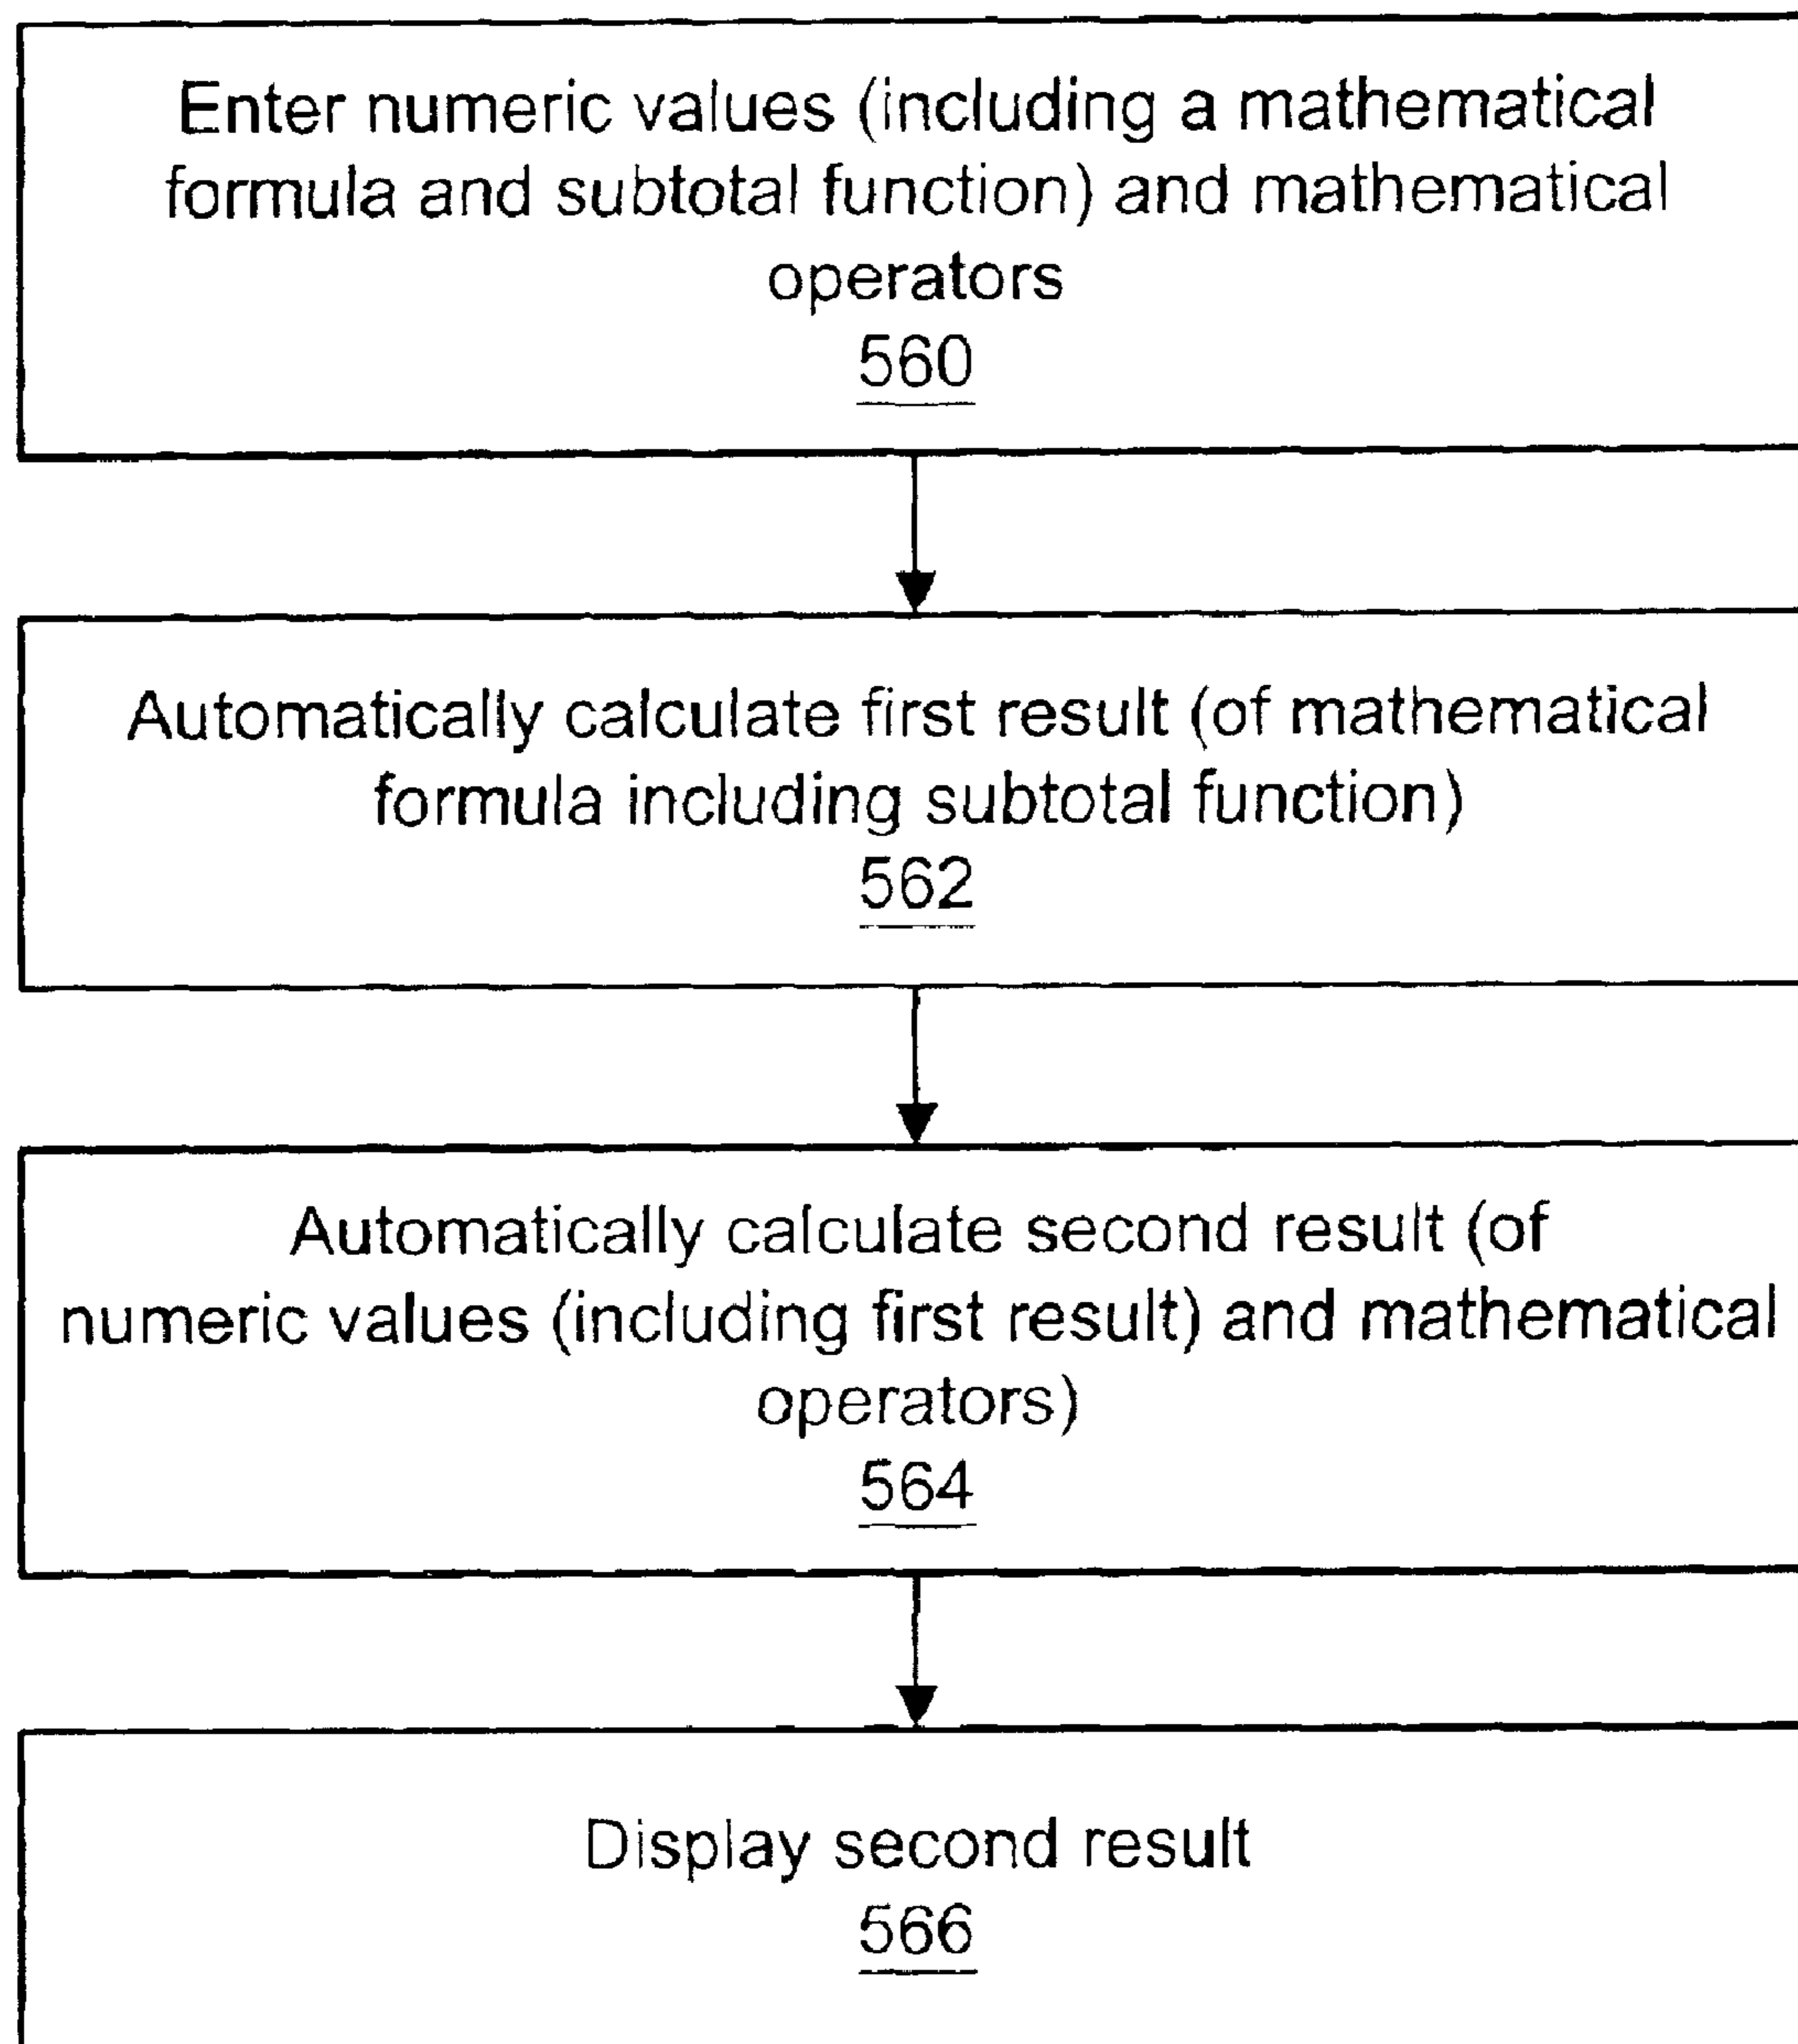 Enter numeric values (including a mathematical
formula and subtotal function) and mathematical
operators
560
Automatically calculate first result (of mathematical
formula including subtotal function)
562
Automatically calculate second result (of
numeric values (including first result) and mathematical
operators)
564
Display second result
566